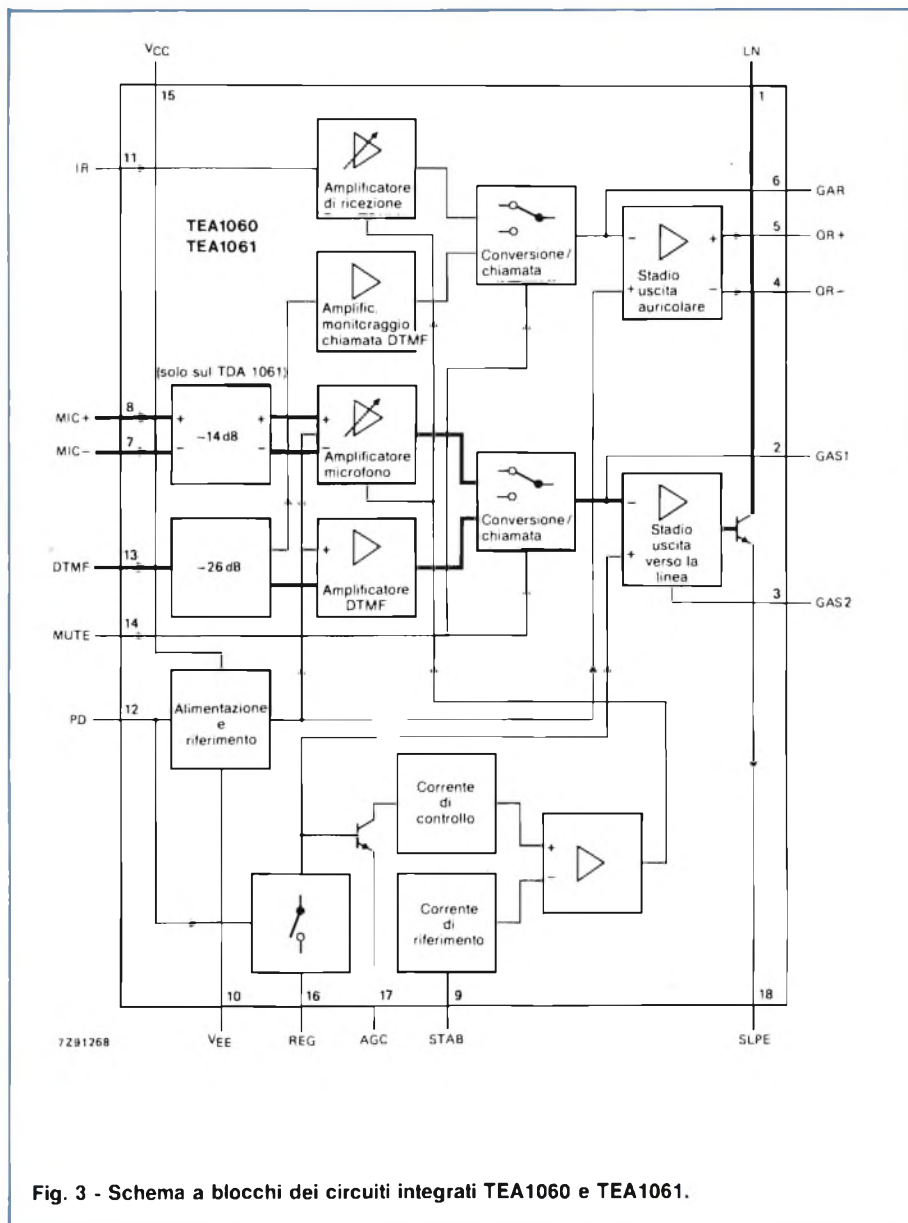 VCC
LN
15
1
IR
11
Amplificatore
di ricezione
TEA1060
TEA1061
Conversione/
chiamata
6
GAR
5
QR+
4
QR-
-
+
+
-
Stadio
uscita
auricolare
Amplific.
monitoraggio
chiamata DTMF
(solo sul TDA 1061)
MIC+
8
MIC-
7
+
-
-14 dB
+
-
+
-
Amplificatore
microfono
Conversione/
chiamata
2
GAS1
-
+
Stadio
uscita
verso la
linea
3
GAS2
DTMF
13
-26 dB
+
Amplificatore
DTMF
MUTE
14
PD
12
Alimentazione
e
riferimento
Corrente
di
controllo
+
-
Corrente
di
riferimento
10
16
17
9
18
7Z91268
VEE
REG
AGC
STAB
SLPE
Fig. 3 - Schema a blocchi dei circuiti integrati TEA1060 e TEA1061.